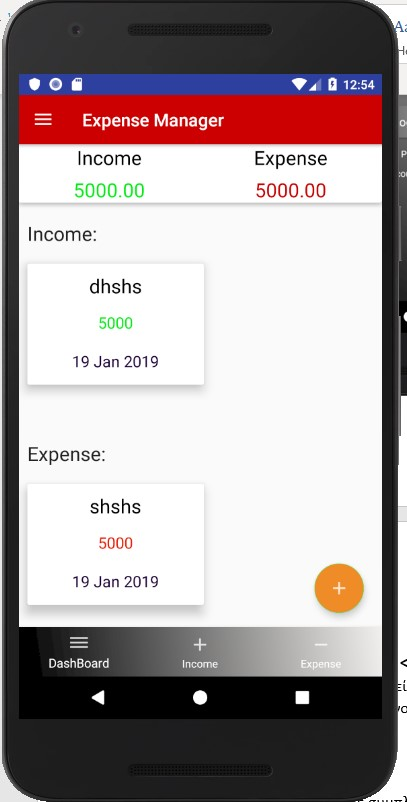 12:54
Expense Manager
Income Expense
5000.00 5000.00
Income:
dhshs
5000
19 Jan 2019
Expense:
shshs
5000
19 Jan 2019
DashBoard Income Expense